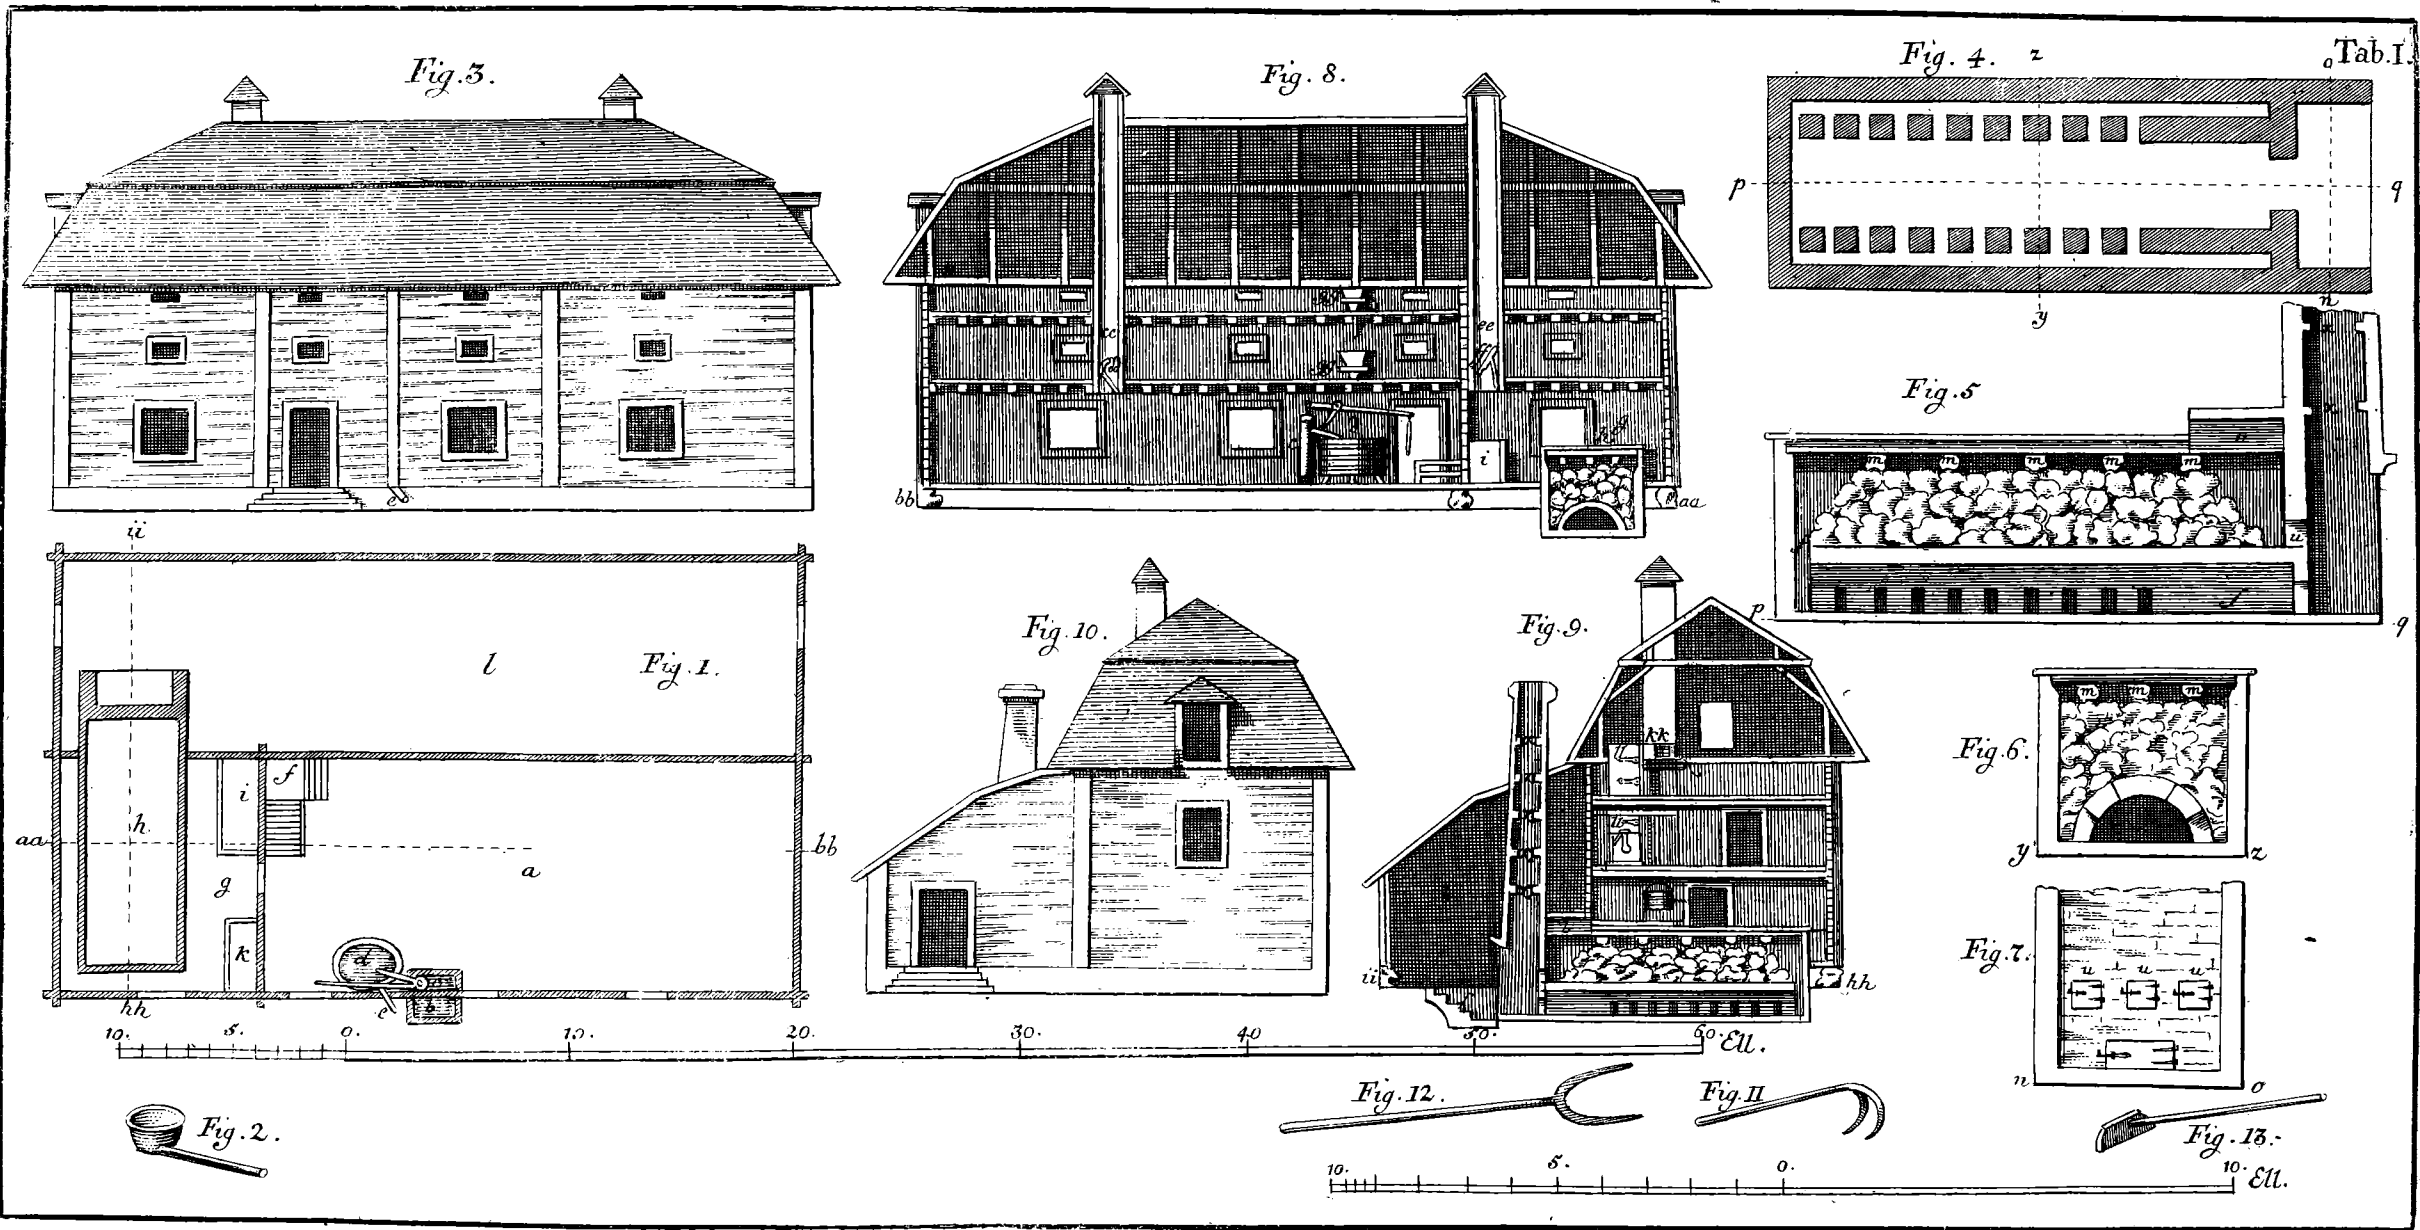 Tab. I.
Fig. 3.
e
Fig. 8.
cc
dd
ee
ff
i
bb
aa
Fig. 4.
z
o
p
q
y
n
Fig. 5
x
x
m m m m m
u
f
q
p
ii
Fig. 1.
l
f
i
h
aa
bb
a
g
k
d
c
b
e
hh
Fig. 10.
Fig. 9.
kk
ii
hh
Fig. 6.
m m m
y
z
Fig. 7.
u u u
n
o
10. 5. 0. 10. 20. 30. 40 50. 60. Ell.
Fig. 2.
Fig. 12.
Fig. 11
Fig. 13.
10. 5. 0. 10. Ell.